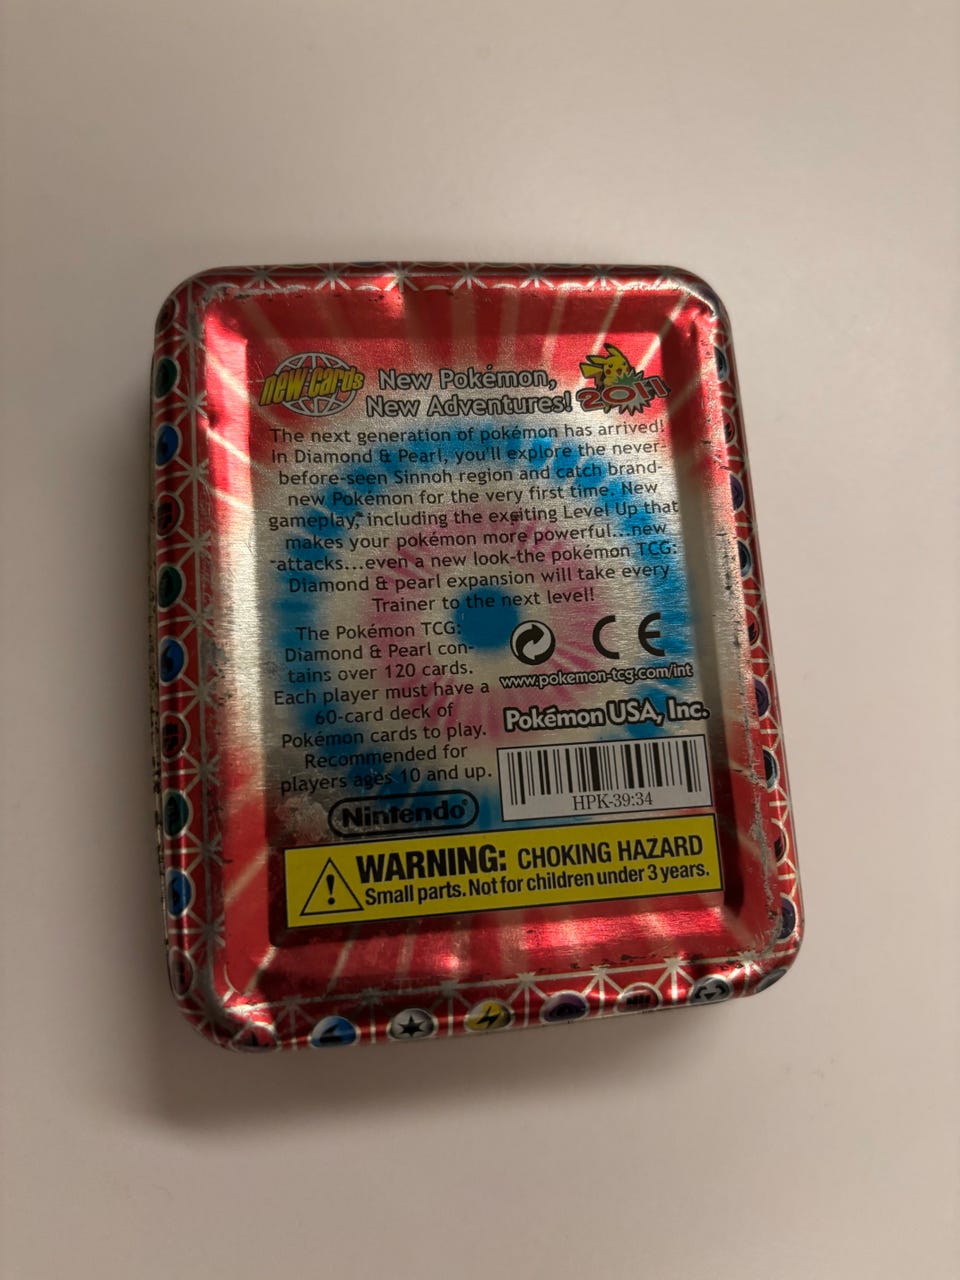 new cards
New Pokémon,
New Adventures!
2011
The next generation of pokémon has arrived!
In Diamond & Pearl, you'll explore the never-
before-seen Sinnoh region and catch brand-
new Pokémon for the very first time. New
gameplay, including the exciting Level Up that
makes your pokémon more powerful...new
attacks...even a new look-the pokémon TCG:
Diamond & pearl expansion will take every
Trainer to the next level!
The Pokémon TCG:
Diamond & Pearl con-
tains over 120 cards.
Each player must have a
60-card deck of
Pokémon cards to play.
Recommended for
players ages 10 and up.
Nintendo®
CE
www.pokemon-tcg.com/int
Pokémon USA, Inc.
HPK-39:34
WARNING: CHOKING HAZARD
Small parts. Not for children under 3 years.